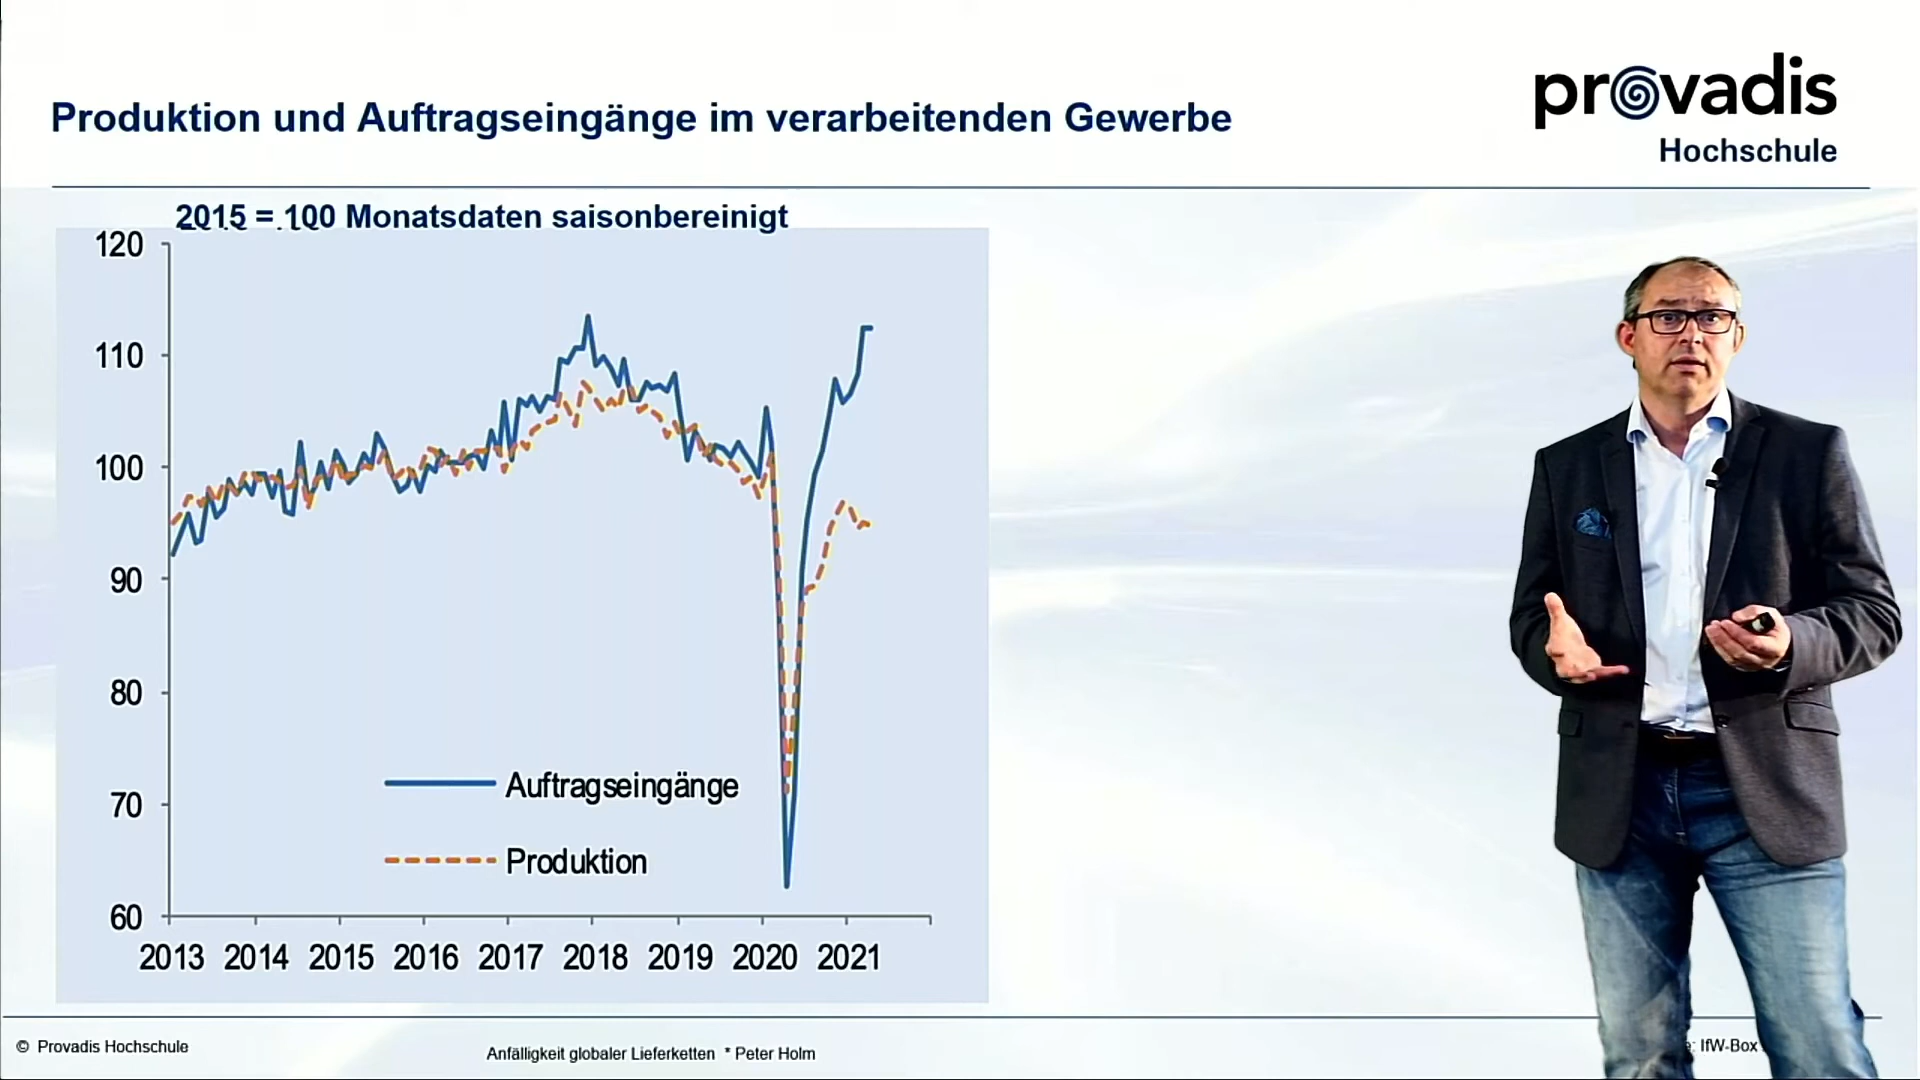 Produktion und Auftragseingänge im verarbeitenden Gewerbe
provadis
Hochschule
2015 = 100 Monatsdaten saisonbereinigt
120
110
100
90
80
70
60
Auftragseingänge
Produktion
2013 2014 2015 2016 2017 2018 2019 2020 2021
© Provadis Hochschule
Anfälligkeit globaler Lieferketten * Peter Holm
IfW-Box